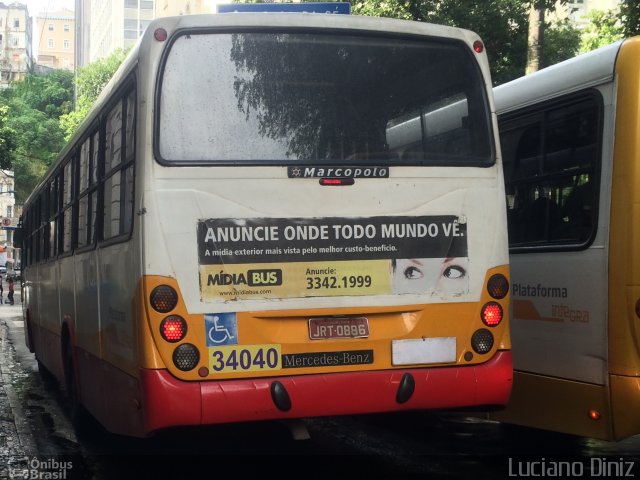 Marcopolo
ANUNCIE ONDE TODO MUNDO VÊ.
A mídia exterior mais vista pelo melhor custo-benefício.
MÍDIA BUS
www.midiabus.com
Anuncie:
3342.1999
Plataforma
integra
JRT-0886
34040
Mercedes-Benz
Ônibus Brasil
Luciano Diniz